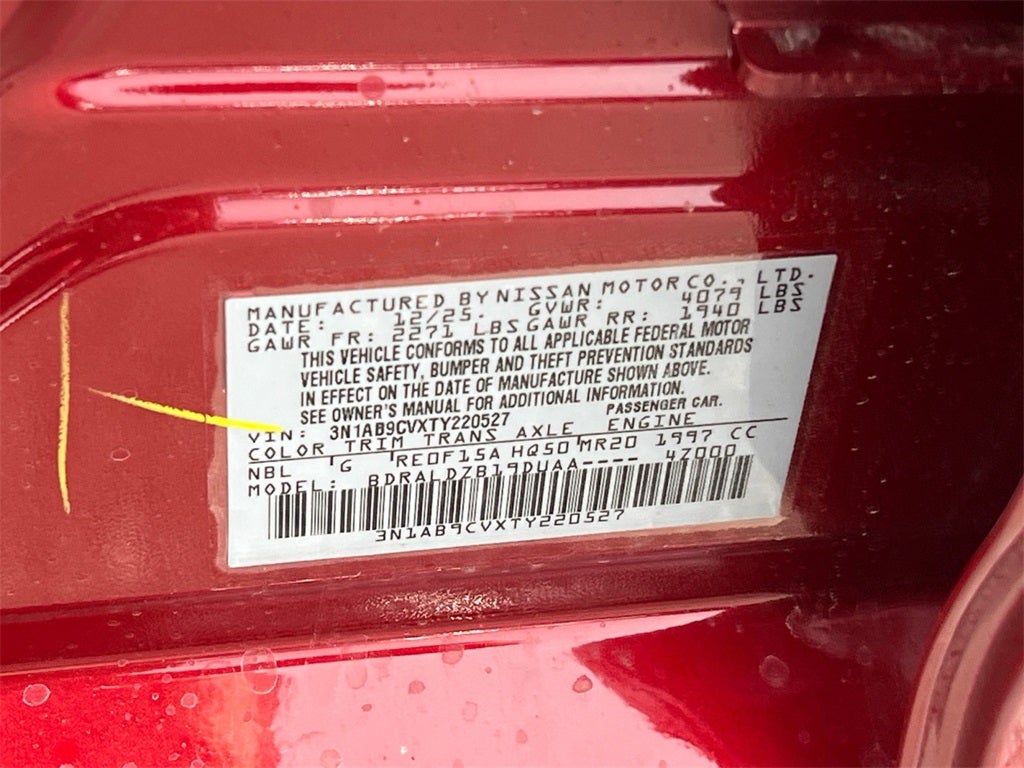 MANUFACTURED BY NISSAN MOTOR CO., LTD.
DATE: 12/25. GVWR: 4079 LBS
GAWR FR: 2271 LBS GAWR RR: 1940 LBS
THIS VEHICLE CONFORMS TO ALL APPLICABLE FEDERAL MOTOR
VEHICLE SAFETY, BUMPER AND THEFT PREVENTION STANDARDS
IN EFFECT ON THE DATE OF MANUFACTURE SHOWN ABOVE.
SEE OWNER'S MANUAL FOR ADDITIONAL INFORMATION.
VIN: 3N1AB9CVXTY220527 PASSENGER CAR.
COLOR TRIM TRANS AXLE ENGINE
NBL G RE0F15A HQ50 MR20 1997 CC
MODEL: BDRALDZB19DUAA---- 47000
3N1AB9CVXTY220527